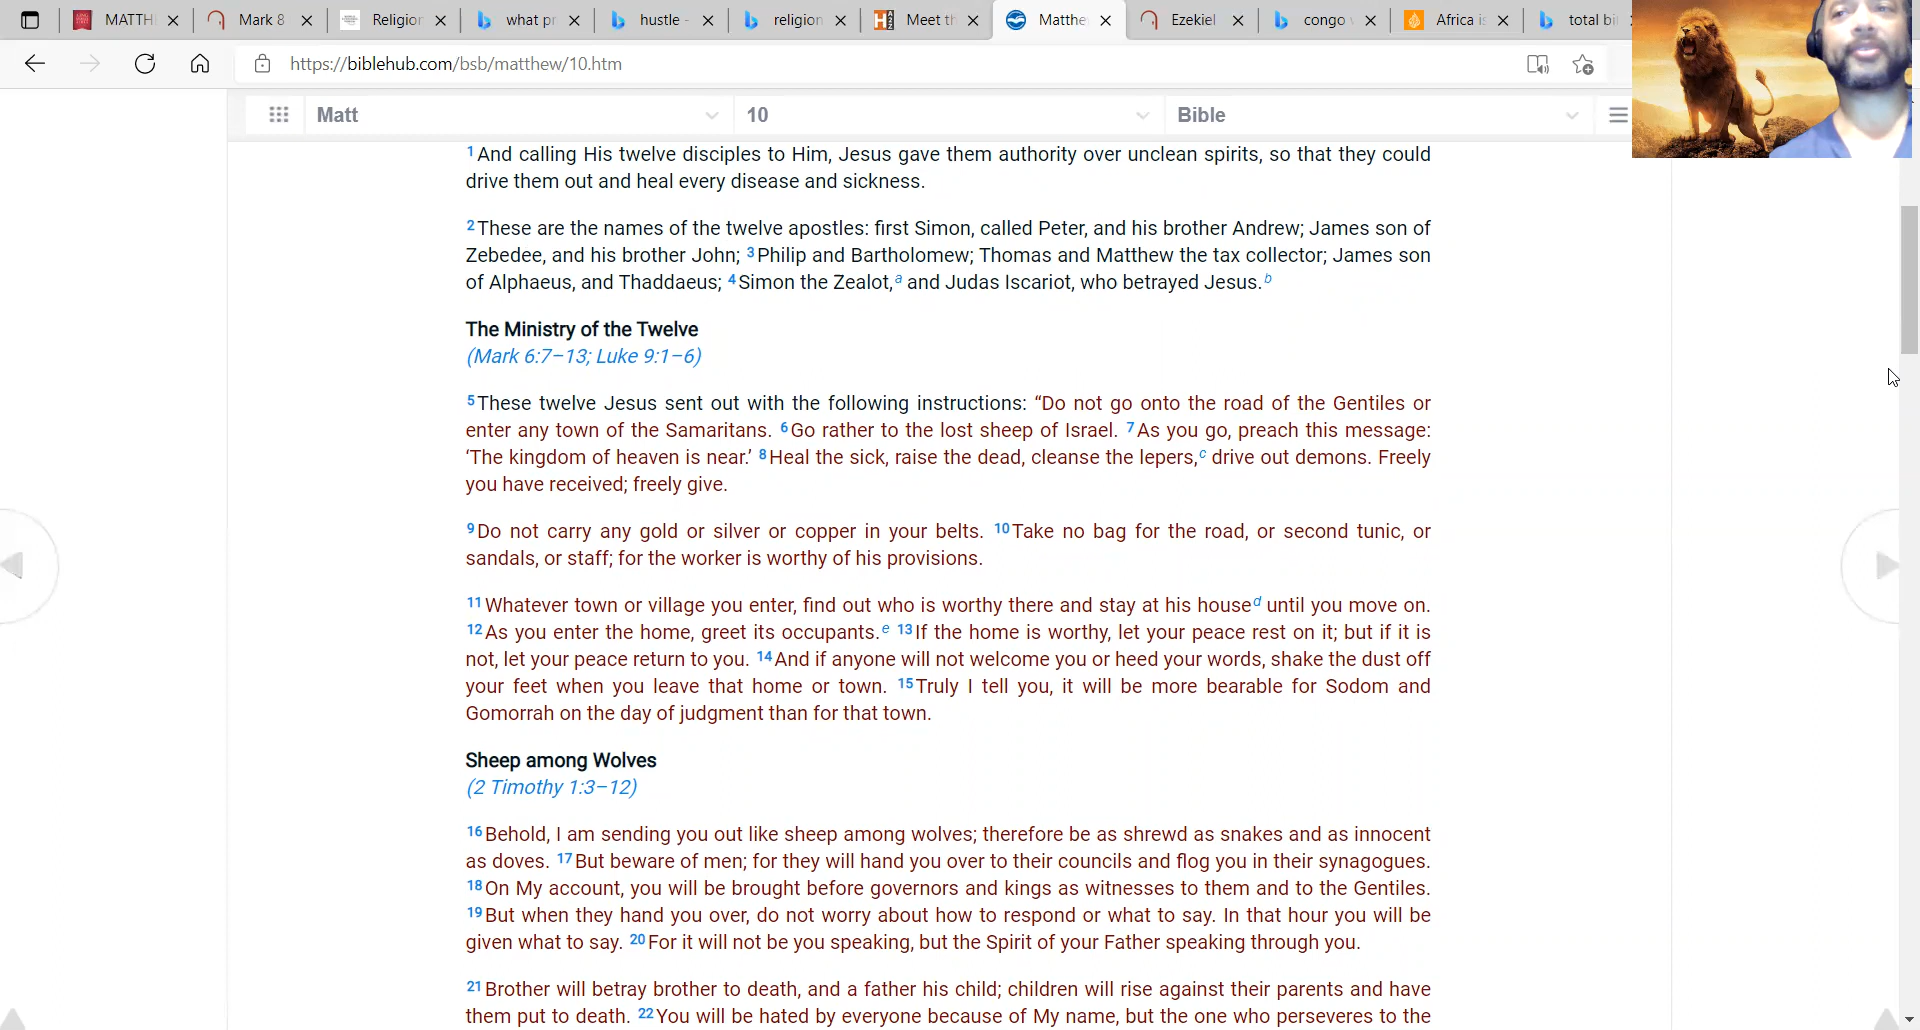 MATTH
Mark 8
Religion
what pr
hustle -
religion
Meet th
Matthe
Ezekiel
congo
Africa is
total bi
https://biblehub.com/bsb/matthew/10.htm
Matt
10
Bible
1 And calling His twelve disciples to Him, Jesus gave them authority over unclean spirits, so that they could
drive them out and heal every disease and sickness.
2 These are the names of the twelve apostles: first Simon, called Peter, and his brother Andrew; James son of
Zebedee, and his brother John; 3 Philip and Bartholomew; Thomas and Matthew the tax collector; James son
of Alphaeus, and Thaddaeus; 4 Simon the Zealot, a and Judas Iscariot, who betrayed Jesus. b
The Ministry of the Twelve
(Mark 6:7–13; Luke 9:1–6)
5 These twelve Jesus sent out with the following instructions: “Do not go onto the road of the Gentiles or
enter any town of the Samaritans. 6 Go rather to the lost sheep of Israel. 7 As you go, preach this message:
‘The kingdom of heaven is near.’ 8 Heal the sick, raise the dead, cleanse the lepers, c drive out demons. Freely
you have received; freely give.
9 Do not carry any gold or silver or copper in your belts. 10 Take no bag for the road, or second tunic, or
sandals, or staff; for the worker is worthy of his provisions.
11 Whatever town or village you enter, find out who is worthy there and stay at his house d until you move on.
12 As you enter the home, greet its occupants. e 13 If the home is worthy, let your peace rest on it; but if it is
not, let your peace return to you. 14 And if anyone will not welcome you or heed your words, shake the dust off
your feet when you leave that home or town. 15 Truly I tell you, it will be more bearable for Sodom and
Gomorrah on the day of judgment than for that town.
Sheep among Wolves
(2 Timothy 1:3–12)
16 Behold, I am sending you out like sheep among wolves; therefore be as shrewd as snakes and as innocent
as doves. 17 But beware of men; for they will hand you over to their councils and flog you in their synagogues.
18 On My account, you will be brought before governors and kings as witnesses to them and to the Gentiles.
19 But when they hand you over, do not worry about how to respond or what to say. In that hour you will be
given what to say. 20 For it will not be you speaking, but the Spirit of your Father speaking through you.
21 Brother will betray brother to death, and a father his child; children will rise against their parents and have
them put to death. 22 You will be hated by everyone because of My name, but the one who perseveres to the